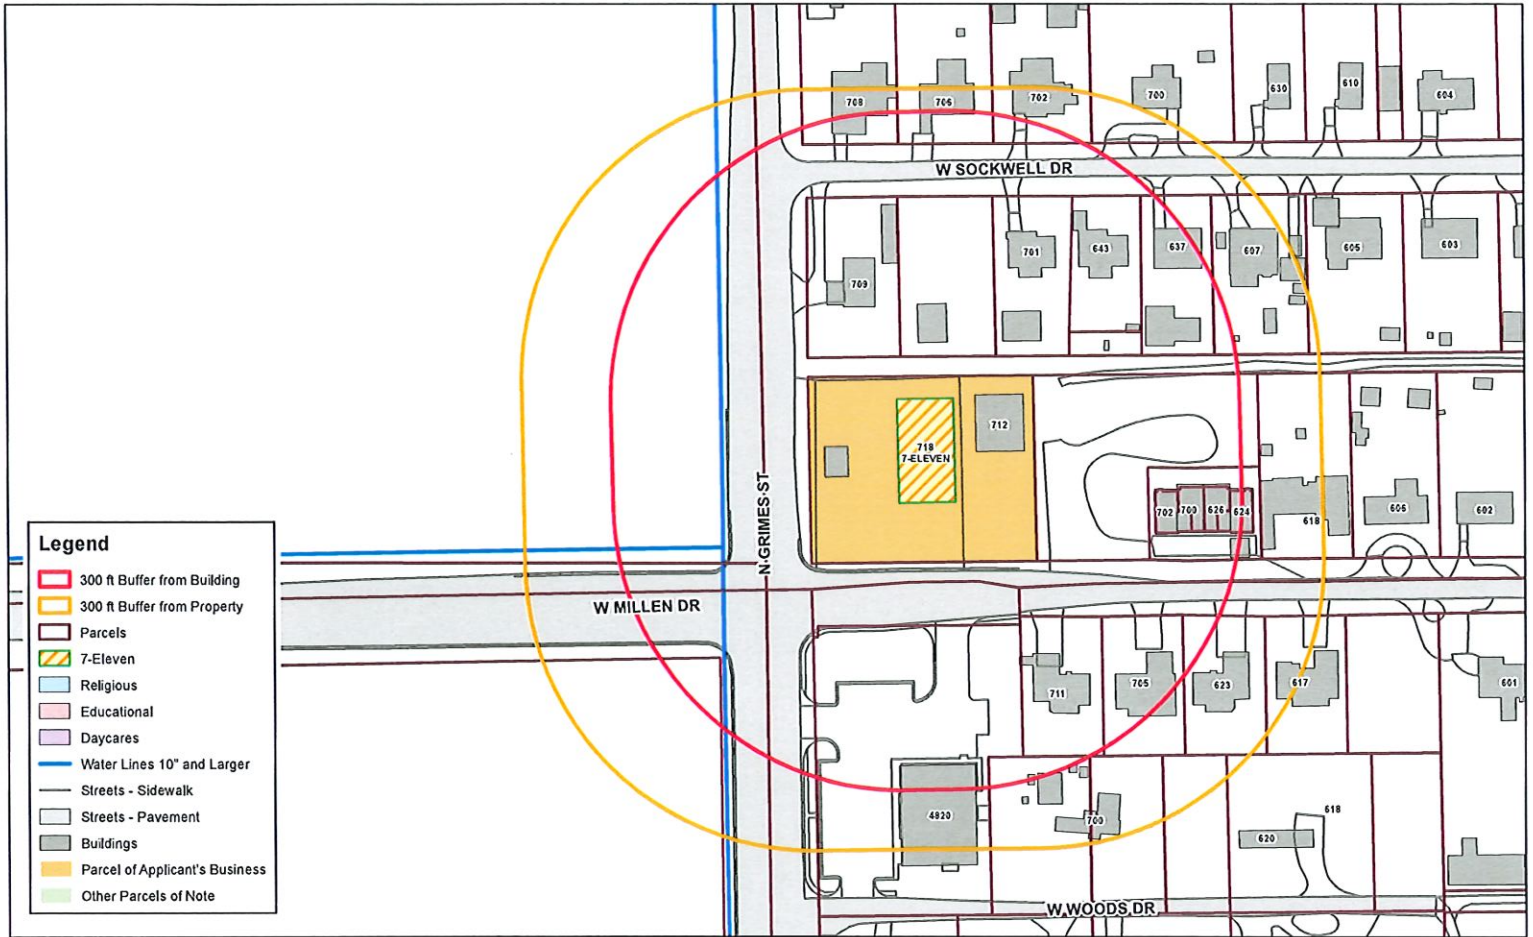 708
706
702
700
630
610
604
W SOCKWELL DR
701
643
637
607
605
603
709
718
7-ELEVEN
712
N GRIMES ST
702
700
626
624
618
606
602
W MILLEN DR
711
705
623
617
601
4820
700
620
618
W WOODS DR
Legend
300 ft Buffer from Building
300 ft Buffer from Property
Parcels
7-Eleven
Religious
Educational
Daycares
Water Lines 10" and Larger
Streets - Sidewalk
Streets - Pavement
Buildings
Parcel of Applicant's Business
Other Parcels of Note